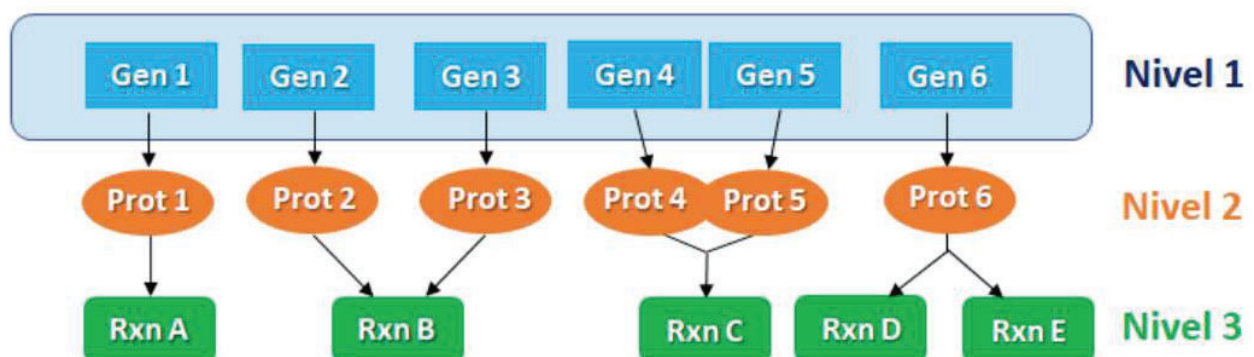 Gen 1 Gen 2 Gen 3 Gen 4 Gen 5 Gen 6 Nivel 1
Prot 1 Prot 2 Prot 3 Prot 4 Prot 5 Prot 6 Nivel 2
Rxn A Rxn B Rxn C Rxn D Rxn E Nivel 3